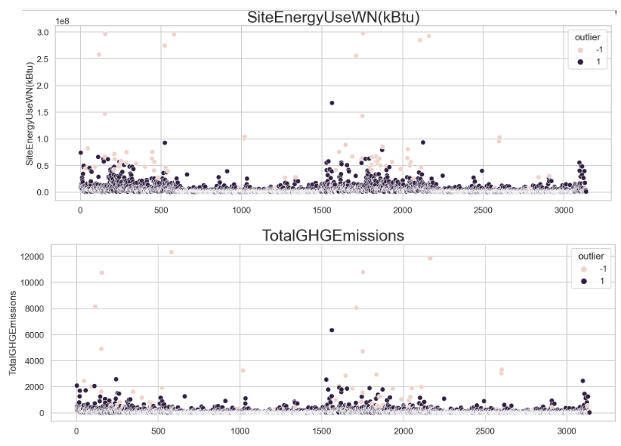 SiteEnergyUseWN(kBtu)
1e8
3.0
2.5
2.0
1.5
1.0
0.5
0.0
SiteEnergyUseWN(kBtu)
outlier
-1
1
0 500 1000 1500 2000 2500 3000
TotalGHGEmissions
12000
10000
8000
6000
4000
2000
0
TotalGHGEmissions
outlier
-1
1
0 500 1000 1500 2000 2500 3000